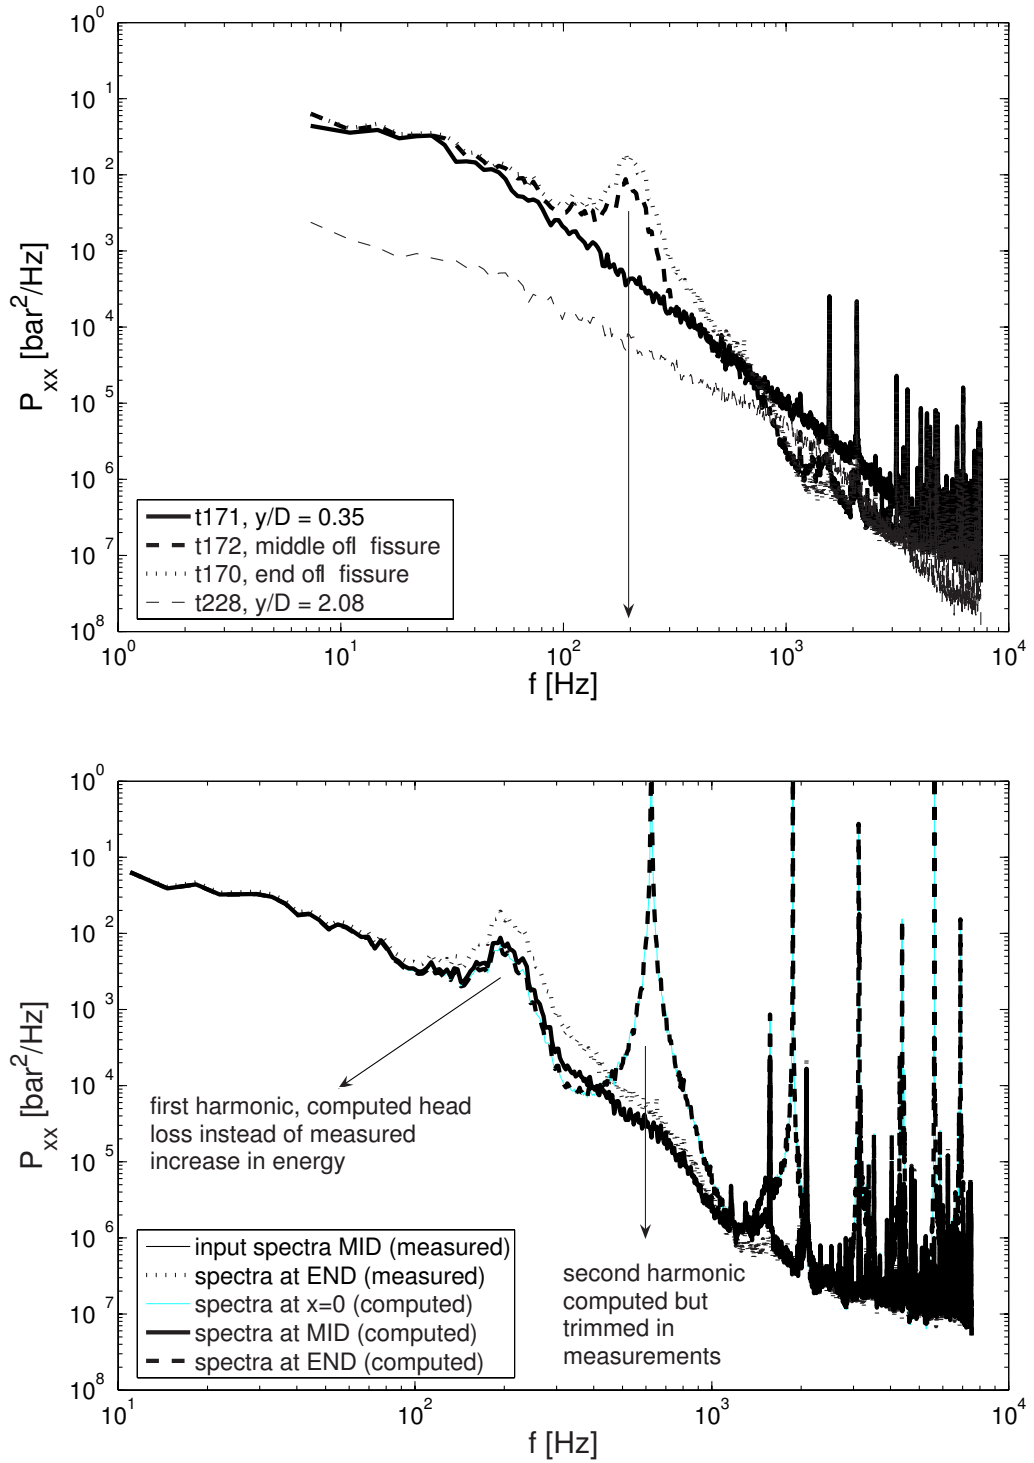 10^0
10^1
10^2
10^3
10^4
10^5
10^6
10^7
10^8
P_xx [bar^2/Hz]
t171, y/D = 0.35
t172, middle ofl fissure
t170, end ofl fissure
t228, y/D = 2.08
10^0 10^1 10^2 10^3 10^4
f [Hz]
10^0
10^1
10^2
10^3
10^4
10^5
10^6
10^7
10^8
P_xx [bar^2/Hz]
first harmonic, computed head
loss instead of measured
increase in energy
input spectra MID (measured)
spectra at END (measured)
spectra at x=0 (computed)
spectra at MID (computed)
spectra at END (computed)
second harmonic
computed but
trimmed in
measurements
10^1 10^2 10^3 10^4
f [Hz]